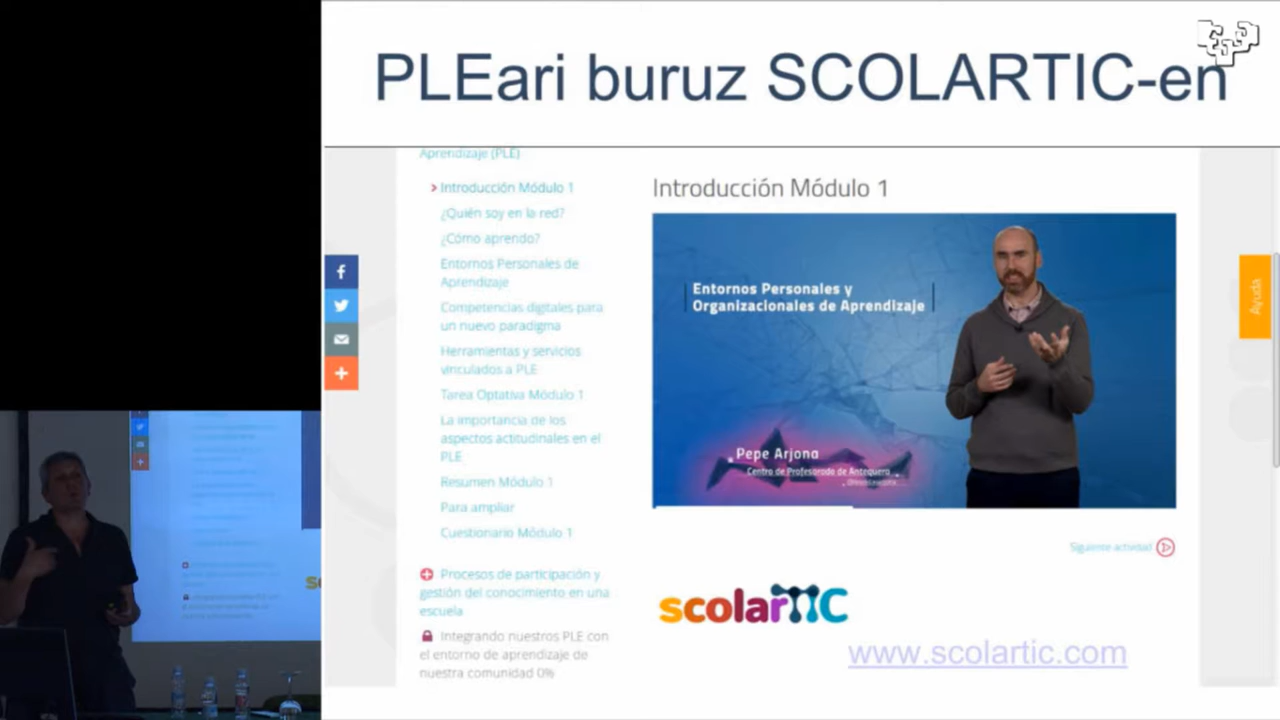 PLEari buruz SCOLARTIC-en
Aprendizaje (PLE)
Introducción Módulo 1
¿Quién soy en la red?
¿Cómo aprendo?
Entornos Personales de
Aprendizaje
Competencias digitales para
un nuevo paradigma
Herramientas y servicios
vinculados a PLE
Tarea Optativa Módulo 1
La importancia de los
aspectos actitudinales en el
PLE
Resumen Módulo 1
Para ampliar
Cuestionario Módulo 1
Procesos de participación y
gestión del conocimiento en una
escuela
Integrando nuestros PLE con
el entorno de aprendizaje de
nuestra comunidad 0%
Introducción Módulo 1
Entornos Personales y
Organizacionales de Aprendizaje
Pepe Arjona
Centro de Profesorado de Antequera
Siguiente actividad
scolarTIC
www.scolartic.com
Ayuda